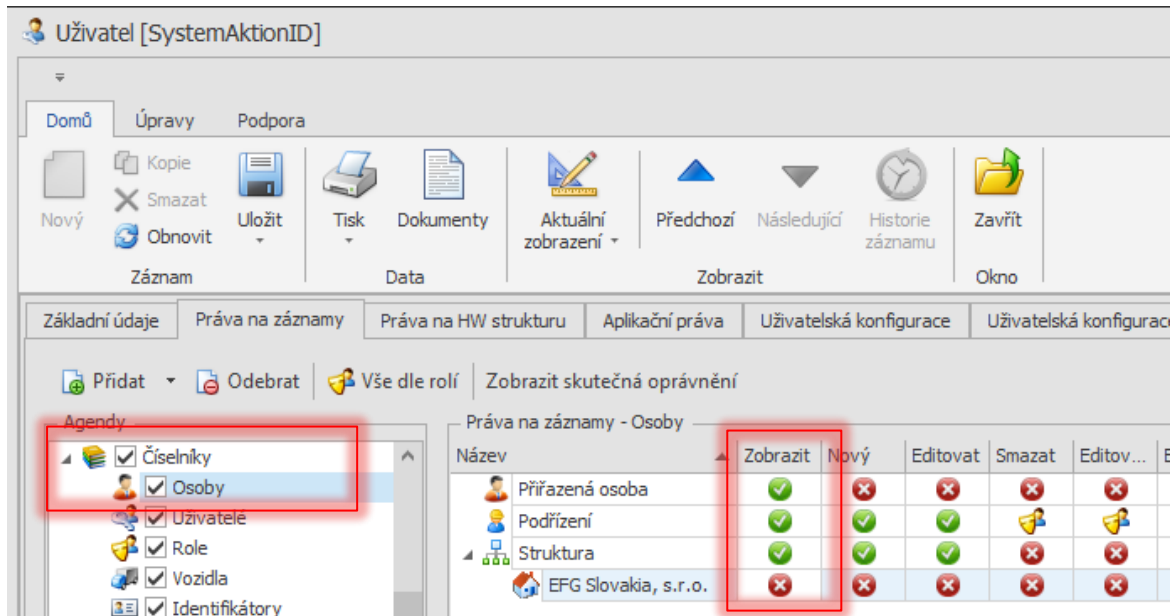 Uživatel [SystemAktionID]
Domů Úpravy Podpora
Nový Kopie Smazat Obnovit Uložit Tisk Dokumenty Aktuální zobrazení Předchozí Následující Historie záznamu Zavřít
Záznam Data Zobrazit Okno
Základní údaje Práva na záznamy Práva na HW strukturu Aplikační práva Uživatelská konfigurace Uživatelská konfigurac
Přidat Odebrat Vše dle rolí Zobrazit skutečná oprávnění
Agendy
Číselníky
Osoby
Uživatelé
Role
Vozidla
Identifikátory
Práva na záznamy - Osoby
Název Zobrazit Nový Editovat Smazat Editov... E
Přiřazená osoba
Podřízení
Struktura
EFG Slovakia, s.r.o.